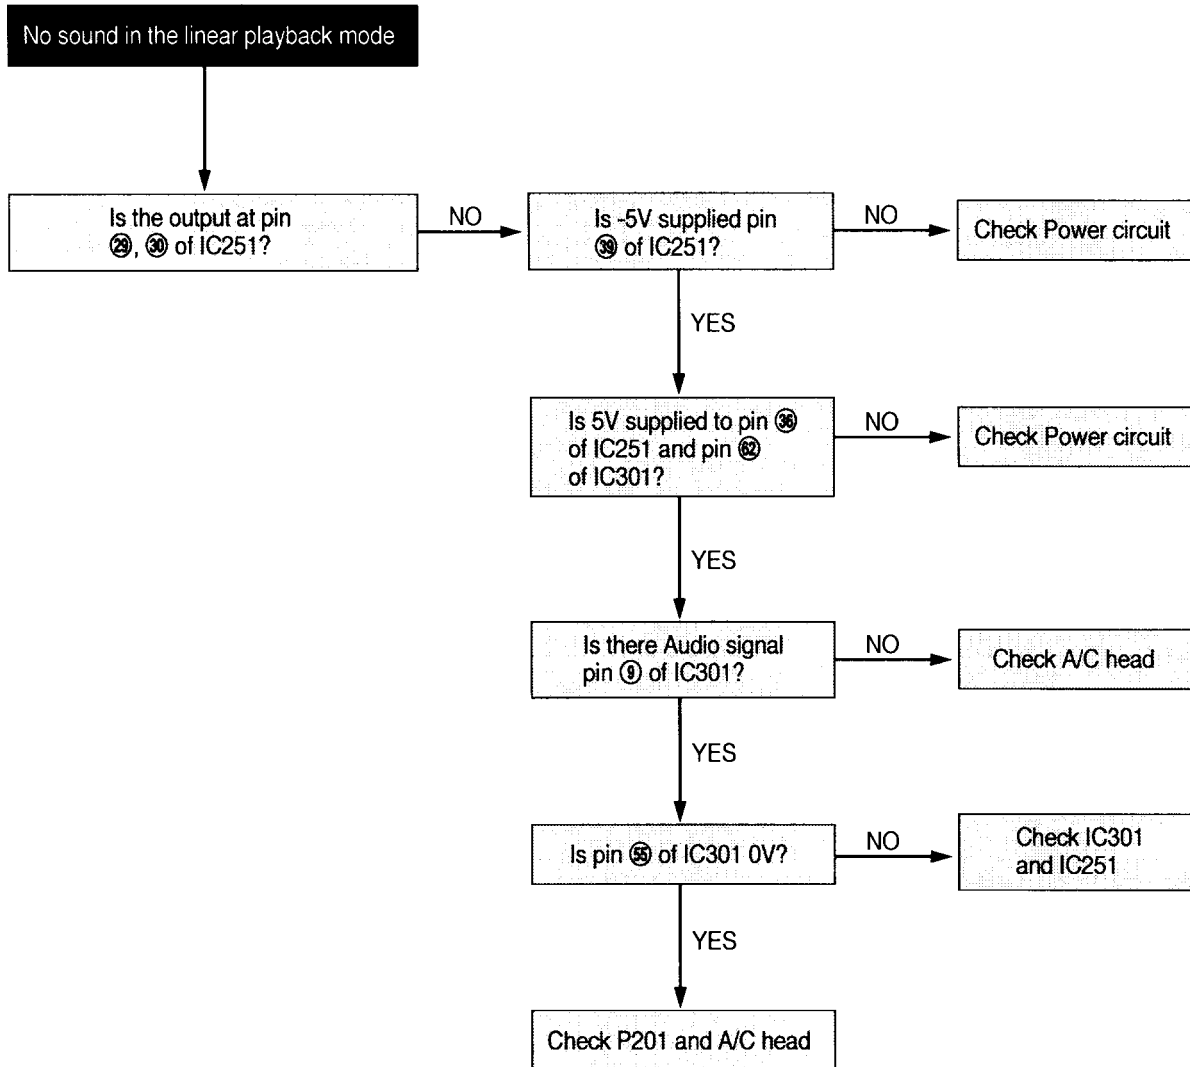 No sound in the linear playback mode
Is the output at pin
㉙, ㉚ of IC251?
NO
Is -5V supplied pin
㊴ of IC251?
NO
Check Power circuit
YES
Is 5V supplied to pin ㊱
of IC251 and pin 62
of IC301?
NO
Check Power circuit
YES
Is there Audio signal
pin ⑨ of IC301?
NO
Check A/C head
YES
Is pin 55 of IC301 0V?
NO
Check IC301
and IC251
YES
Check P201 and A/C head